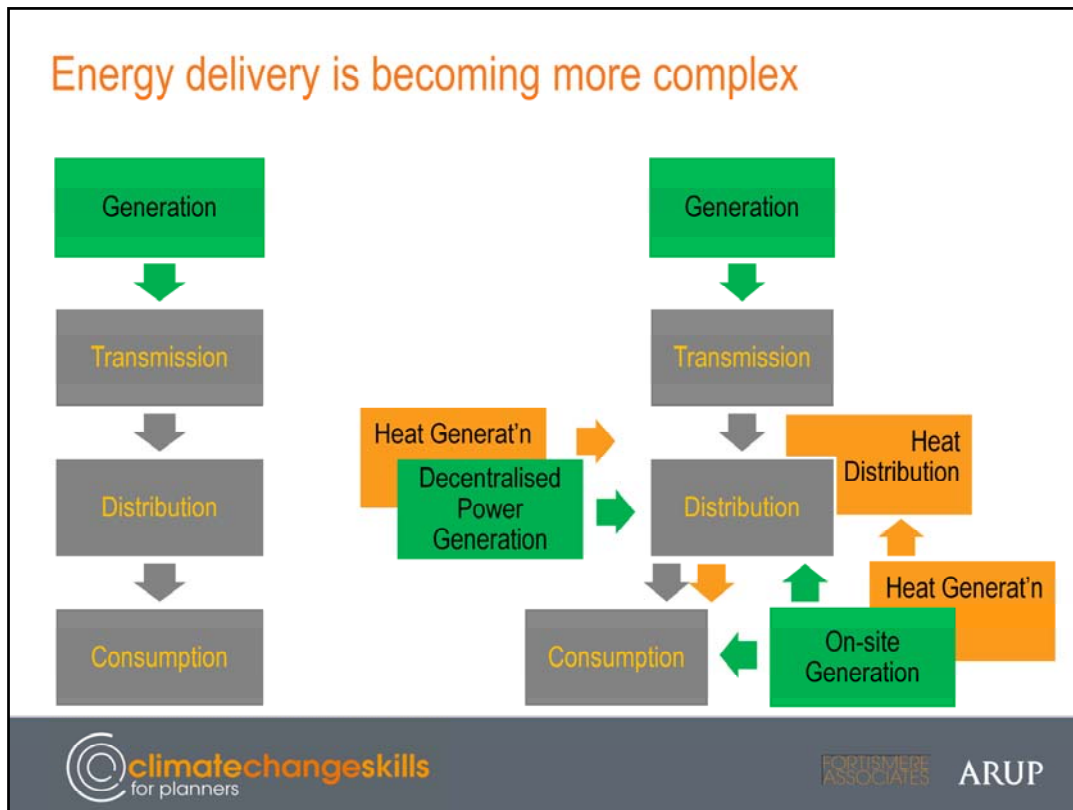 Energy delivery is becoming more complex
Generation
Transmission
Distribution
Consumption
Generation
Transmission
Heat Generat'n
Decentralised
Power
Generation
Distribution
Heat
Distribution
Heat Generat'n
On-site
Generation
Consumption
climatechangeskills
for planners
FORTISMERE
ASSOCIATES
ARUP